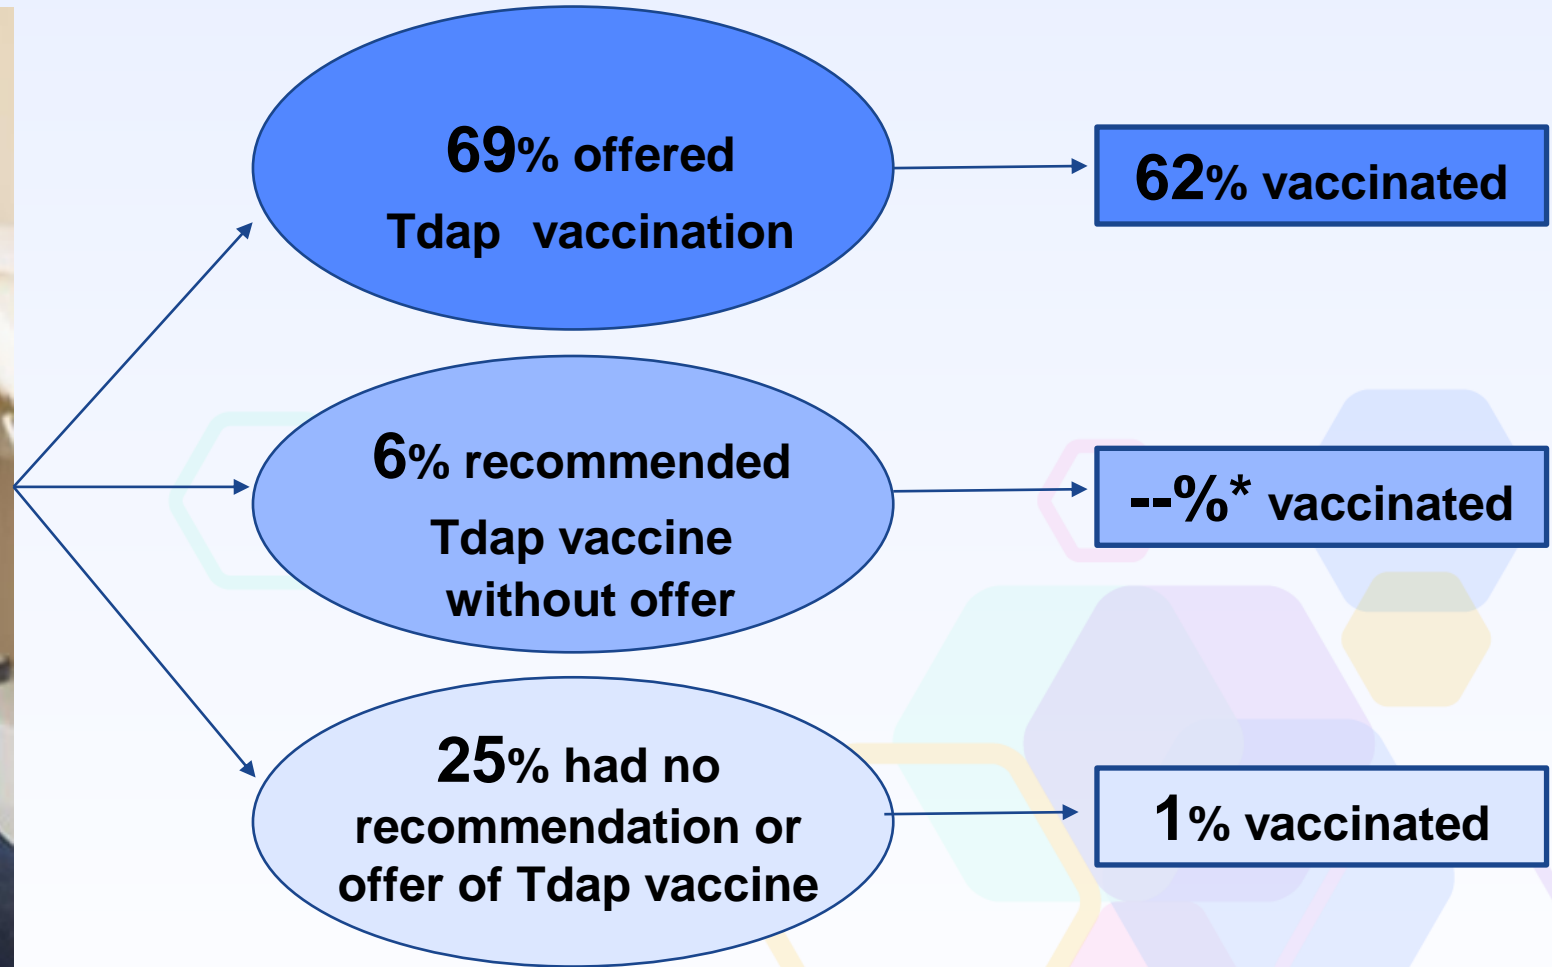 69% offered
Tdap vaccination
62% vaccinated
6% recommended
Tdap vaccine
without offer
--%* vaccinated
25% had no
recommendation or
offer of Tdap vaccine
1% vaccinated